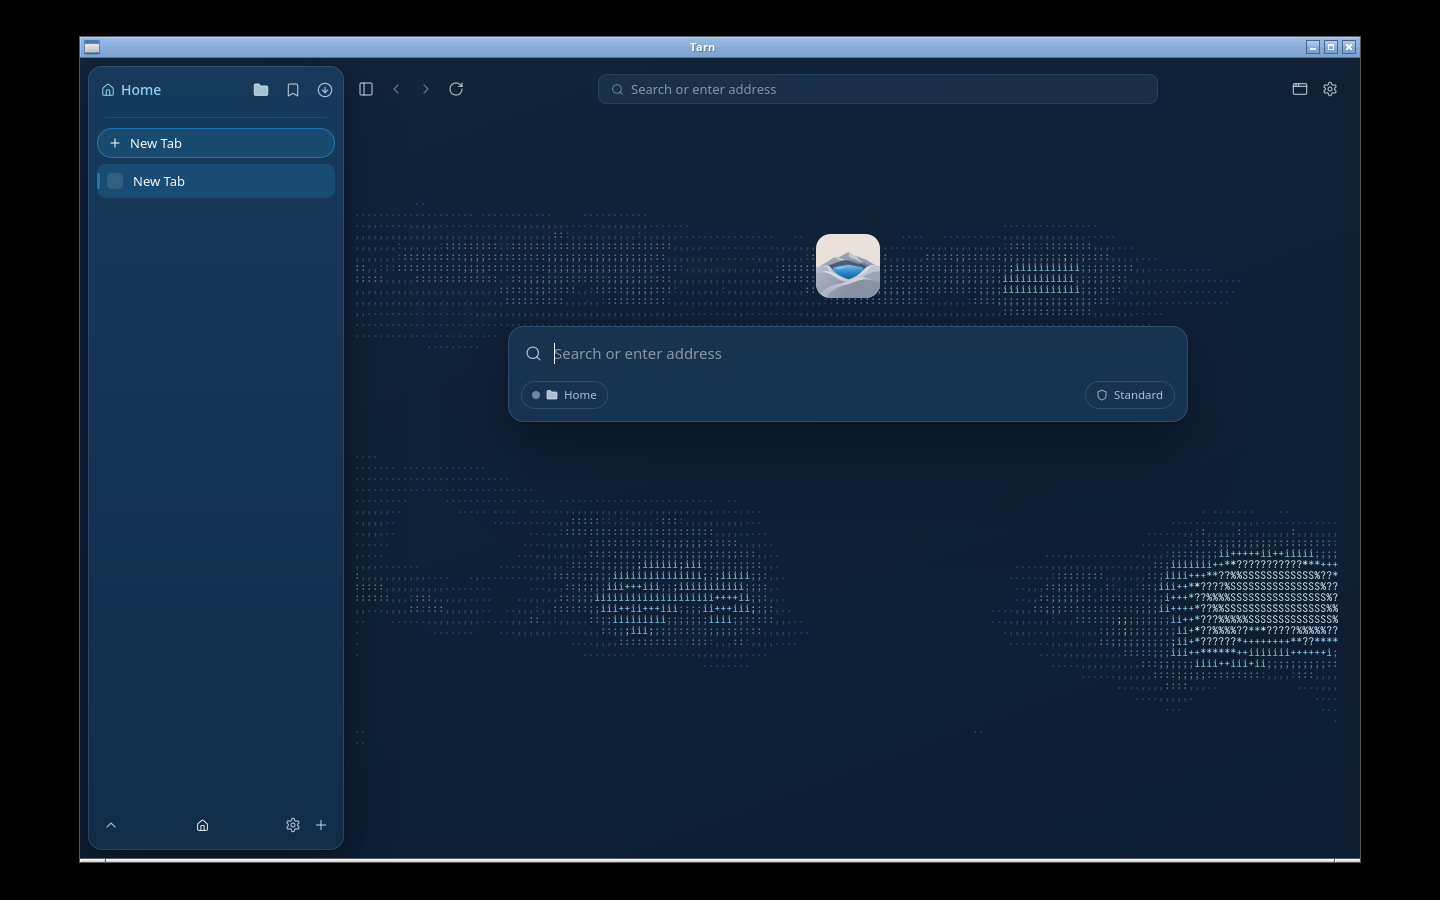 Tarn
Home
Search or enter address
New Tab
New Tab
Search or enter address
Home
Standard